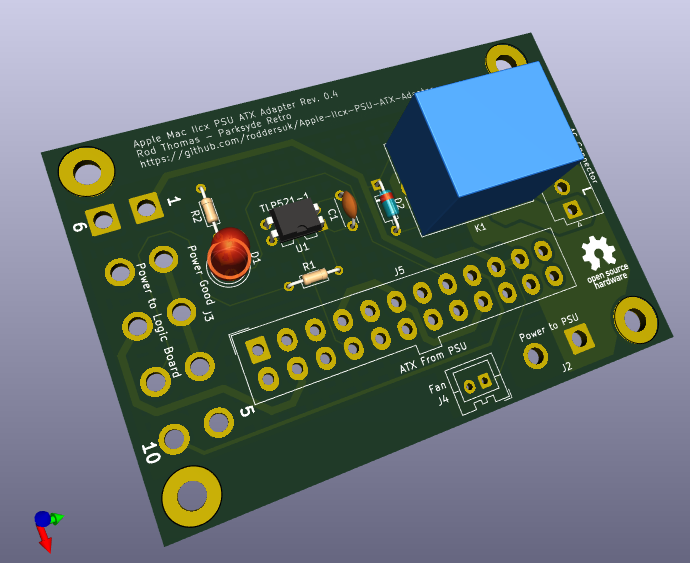 Apple Mac IIcx PSU ATX Adapter Rev. 0.4
Rod Thomas - Parksyde Retro
https://github.com/roddersuk/Apple-IIcx-PSU-ATX-Adapter
6
1
R2
TLP521-1
U1
C1
D2
K1
L
Connector
D1
Power Good
J3
Power to Logic Board
R1
J5
open source
hardware
ATX From PSU
Power to PSU
J2
Fan
J4
5
10